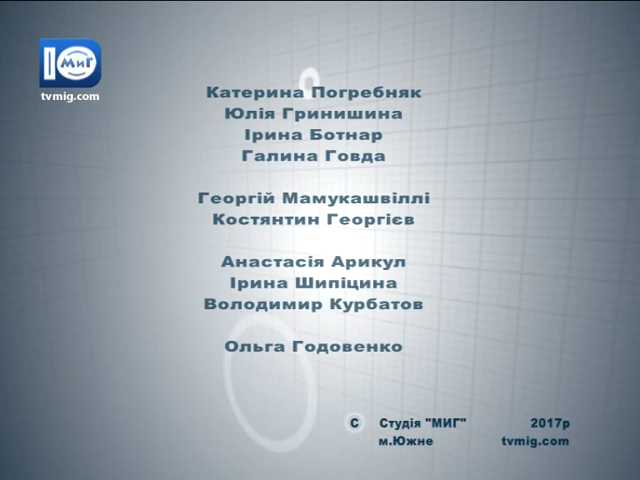 МиГ
tvmig.com
Катерина Погребняк
Юлія Гринишина
Ірина Ботнар
Галина Говда
Георгій Мамукашвіллі
Костянтин Георгієв
Анастасія Арикул
Ірина Шипіцина
Володимир Курбатов
Ольга Годовенко
С Студія "МИГ" 2017р
м.Южне tvmig.com